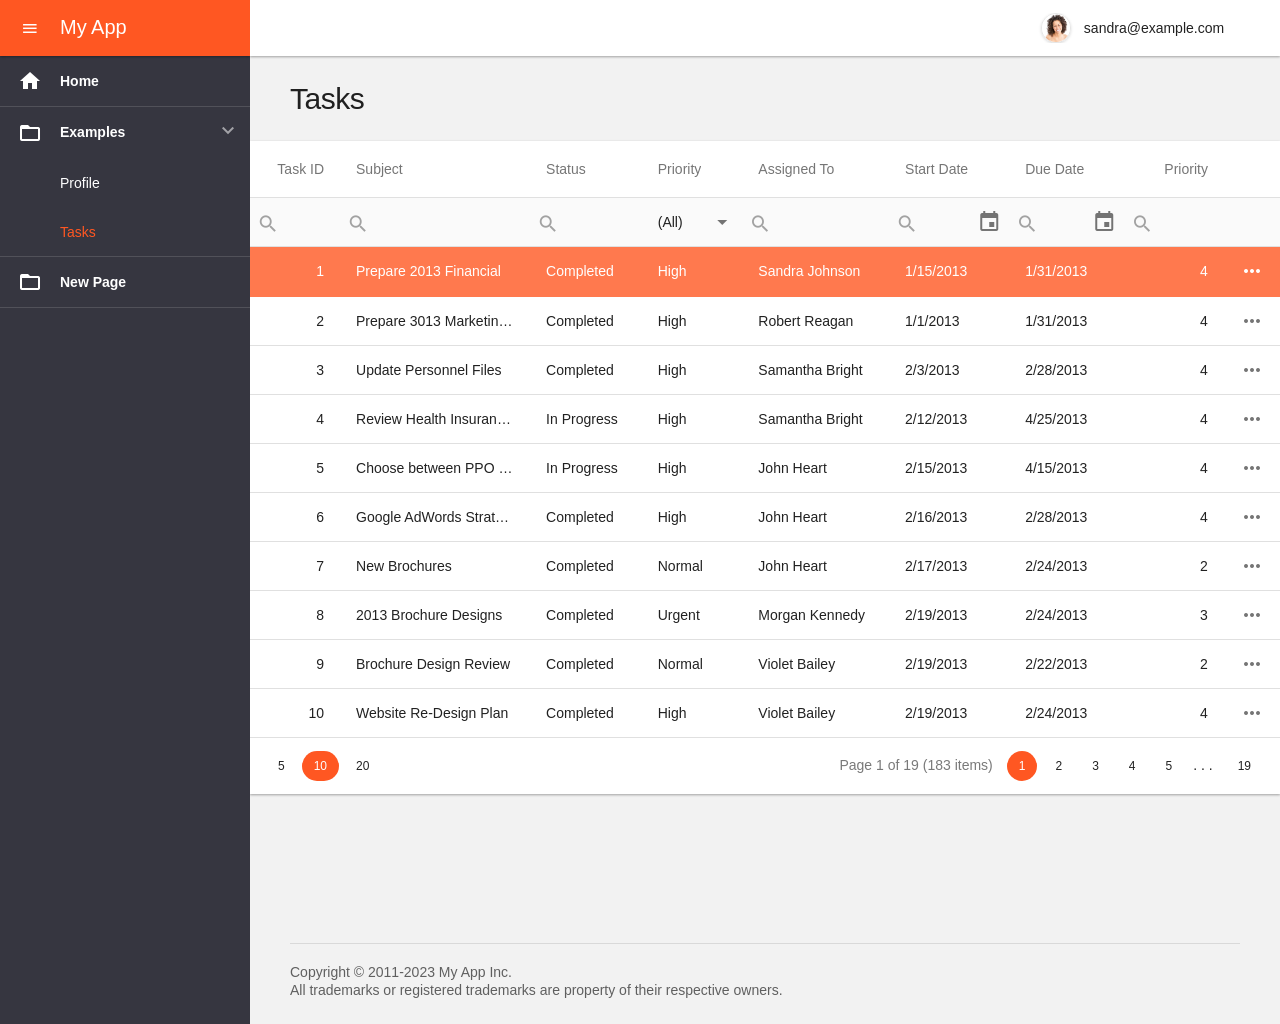 My App
sandra@example.com
Home
Examples
Profile
Tasks
New Page
Tasks
Task ID Subject Status Priority Assigned To Start Date Due Date Priority
(All)
1 Prepare 2013 Financial Completed High Sandra Johnson 1/15/2013 1/31/2013 4
2 Prepare 3013 Marketin… Completed High Robert Reagan 1/1/2013 1/31/2013 4
3 Update Personnel Files Completed High Samantha Bright 2/3/2013 2/28/2013 4
4 Review Health Insuran… In Progress High Samantha Bright 2/12/2013 4/25/2013 4
5 Choose between PPO … In Progress High John Heart 2/15/2013 4/15/2013 4
6 Google AdWords Strat… Completed High John Heart 2/16/2013 2/28/2013 4
7 New Brochures Completed Normal John Heart 2/17/2013 2/24/2013 2
8 2013 Brochure Designs Completed Urgent Morgan Kennedy 2/19/2013 2/24/2013 3
9 Brochure Design Review Completed Normal Violet Bailey 2/19/2013 2/22/2013 2
10 Website Re-Design Plan Completed High Violet Bailey 2/19/2013 2/24/2013 4
5 10 20 Page 1 of 19 (183 items) 1 2 3 4 5 . . . 19
Copyright © 2011-2023 My App Inc.
All trademarks or registered trademarks are property of their respective owners.